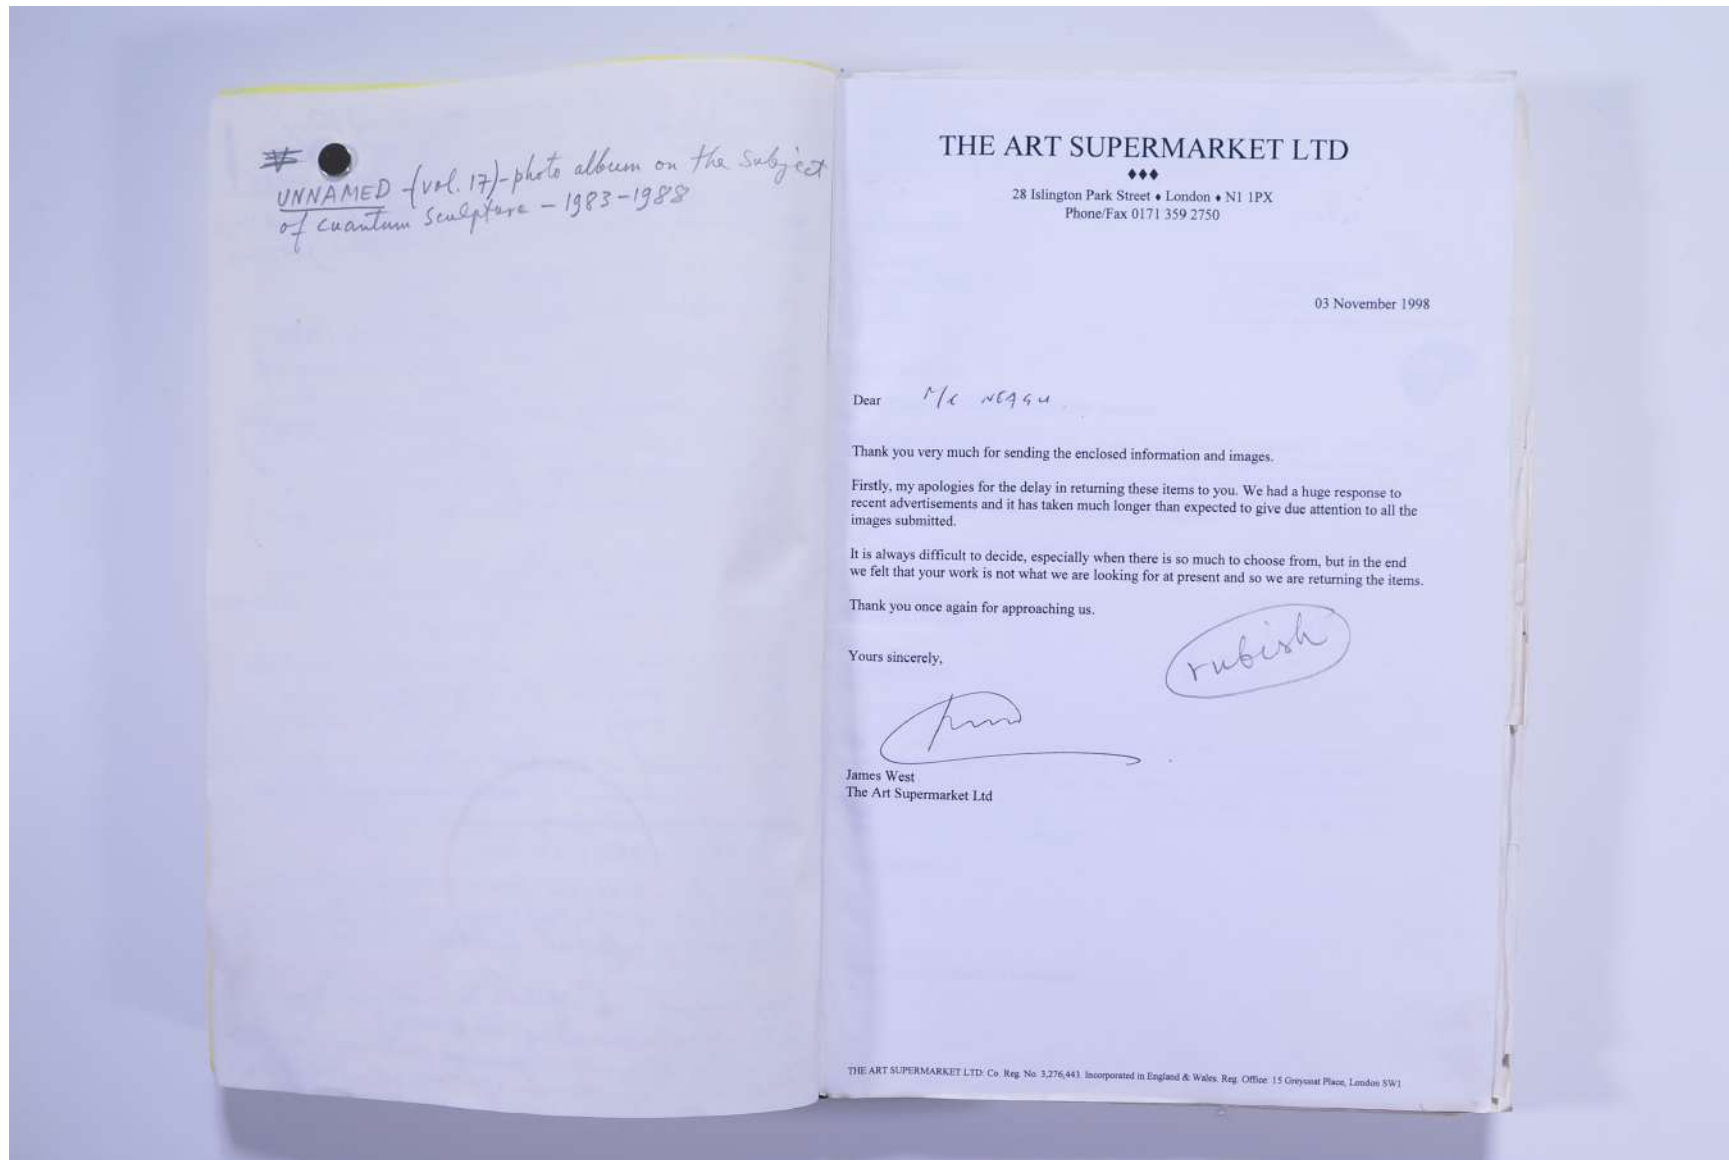 UNNAMED - (vol. 17) - photo album on the subject
of cuantum sculpture - 1983-1988
THE ART SUPERMARKET LTD
♦♦♦
28 Islington Park Street ♦ London ♦ N1 1PX
Phone/Fax 0171 359 2750
03 November 1998
Dear M/r NEAGU
Thank you very much for sending the enclosed information and images.
Firstly, my apologies for the delay in returning these items to you. We had a huge response to
recent advertisements and it has taken much longer than expected to give due attention to all the
images submitted.
It is always difficult to decide, especially when there is so much to choose from, but in the end
we felt that your work is not what we are looking for at present and so we are returning the items.
Thank you once again for approaching us.
rubish
Yours sincerely,
James West
The Art Supermarket Ltd
THE ART SUPERMARKET LTD: Co. Reg. No. 3,276,443. Incorporated in England & Wales. Reg. Office: 15 Greycoat Place, London SW1